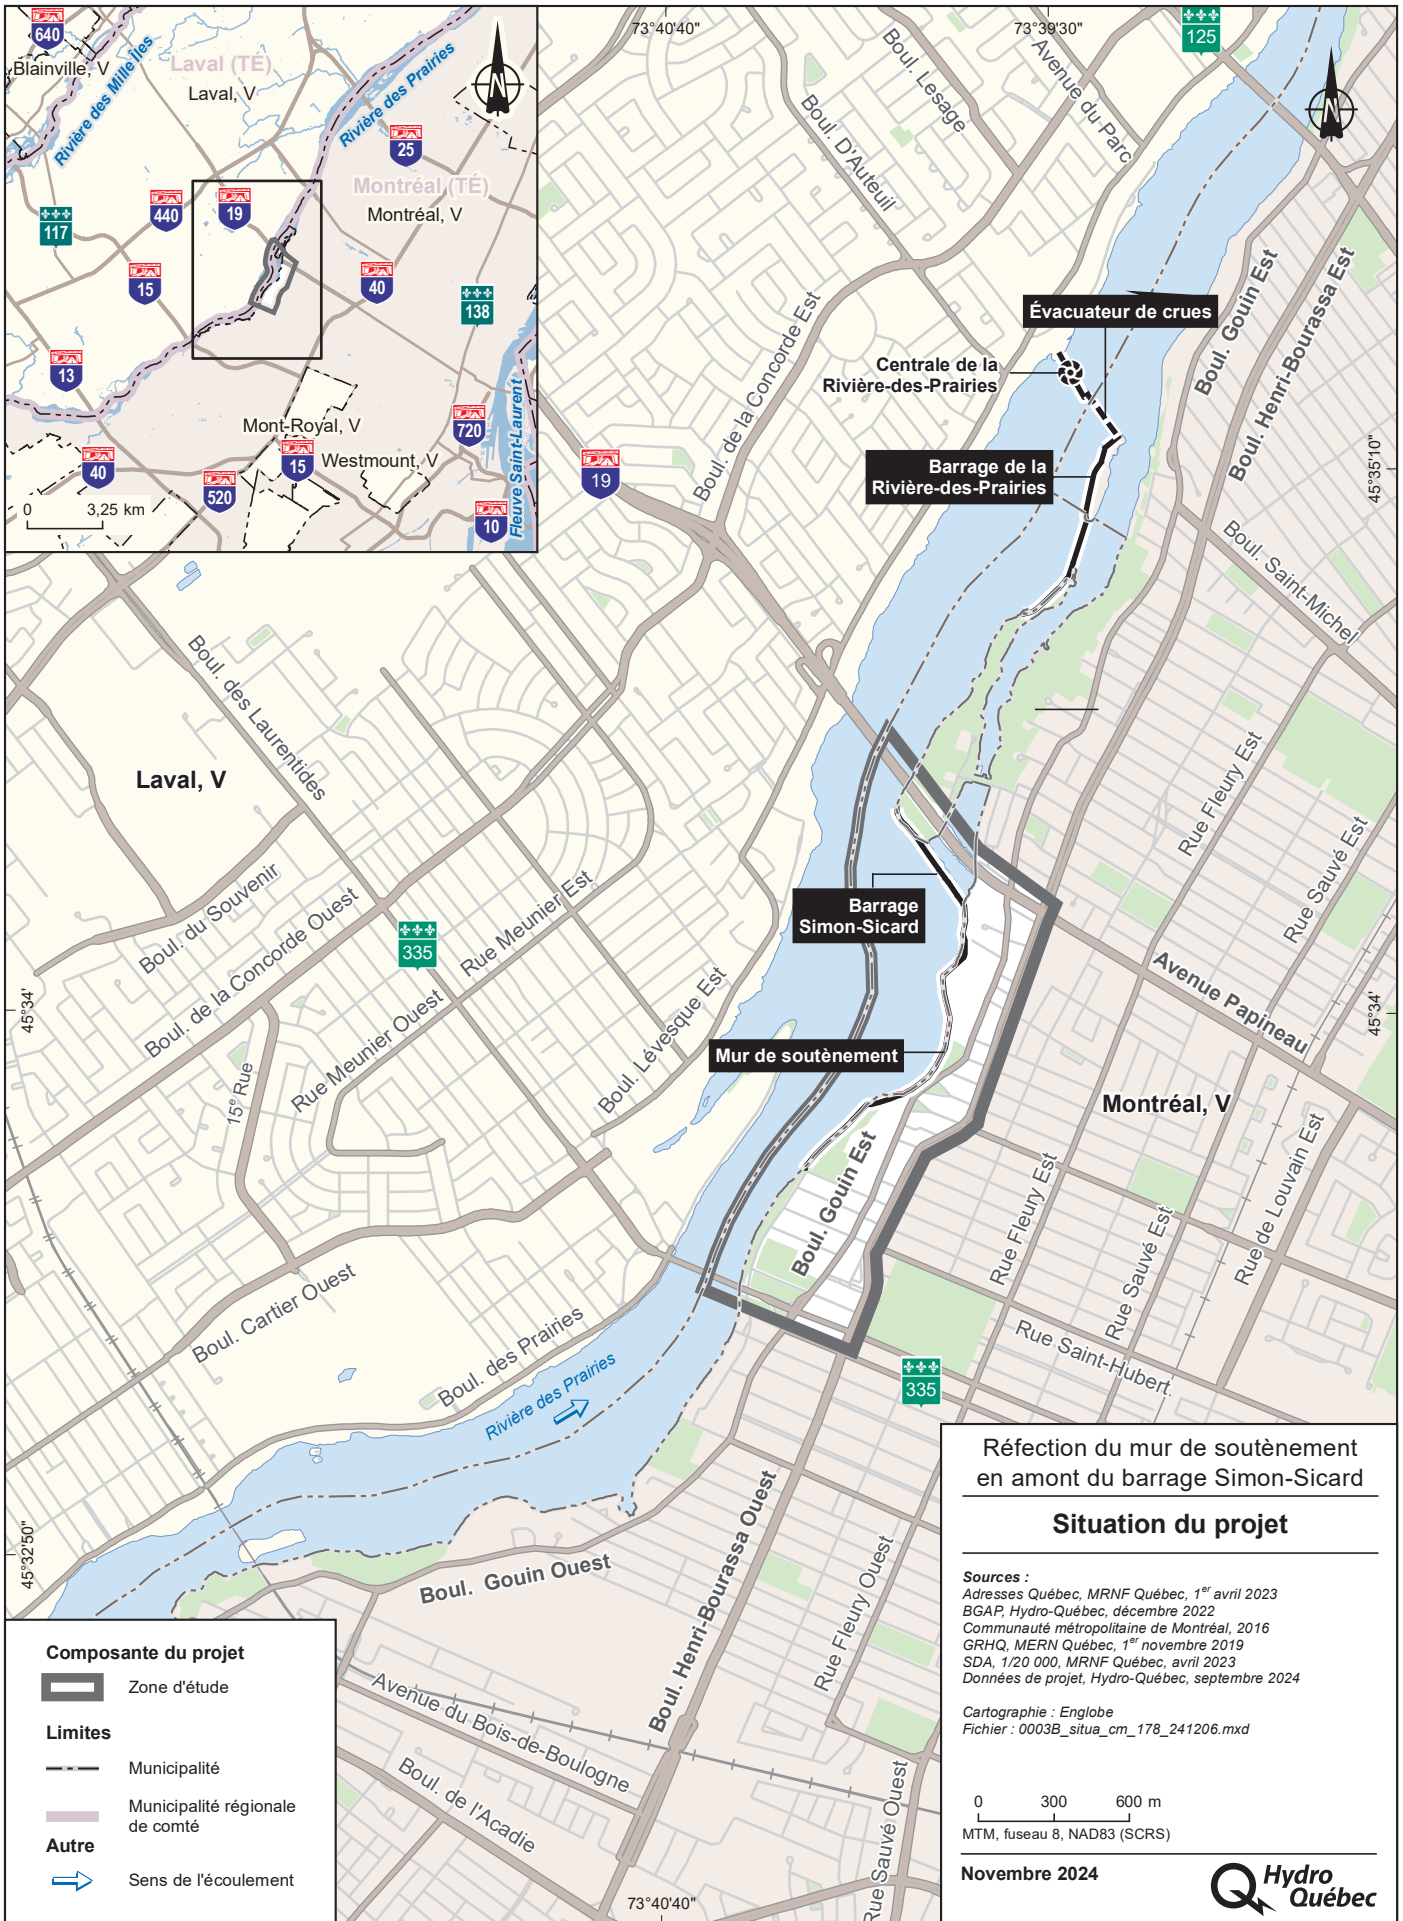 640
Blainville, V
Rivière des Mille Îles
Laval (TÉ)
Laval, V
Rivière des Prairies
25
Montréal (TÉ)
Montréal, V
440
19
117
15
40
138
13
Mont-Royal, V
720
Westmount, V
15
40
520
10
Fleuve Saint-Laurent
0 3,25 km
N
73°40'40"
73°39'30"
125
N
Boul. Lesage
Avenue du Parc
Boul. D'Auteuil
Boul. Gouin Est
Boul. Henri-Bourassa Est
Évacuateur de crues
Centrale de la
Rivière-des-Prairies
Boul. de la Concorde Est
19
Barrage de la
Rivière-des-Prairies
45°35'10"
Boul. Saint-Michel
Boul. des Laurentides
Laval, V
Rue Fleury Est
Rue Sauvé Est
Boul. du Souvenir
Boul. de la Concorde Ouest
335
Rue Meunier Est
Barrage
Simon-Sicard
Avenue Papineau
45°34'
45°34'
Rue Meunier Ouest
Boul. Lévesque Est
Mur de soutènement
15e Rue
Montréal, V
Boul. Gouin Est
Rue Fleury Est
Rue Sauvé Est
Rue de Louvain Est
Boul. Cartier Ouest
Boul. des Prairies
Rue Saint-Hubert
Rivière des Prairies
335
45°32'50"
Boul. Gouin Ouest
Boul. Henri-Bourassa Ouest
Rue Fleury Ouest
Avenue du Bois-de-Boulogne
Boul. de l'Acadie
Rue Sauvé Ouest
73°40'40"
Composante du projet
Zone d'étude
Limites
Municipalité
Municipalité régionale
de comté
Autre
Sens de l'écoulement
Réfection du mur de soutènement
en amont du barrage Simon-Sicard
Situation du projet
Sources :
Adresses Québec, MRNF Québec, 1er avril 2023
BGAP, Hydro-Québec, décembre 2022
Communauté métropolitaine de Montréal, 2016
GRHQ, MERN Québec, 1er novembre 2019
SDA, 1/20 000, MRNF Québec, avril 2023
Données de projet, Hydro-Québec, septembre 2024
Cartographie : Englobe
Fichier : 0003B_situa_cm_178_241206.mxd
0 300 600 m
MTM, fuseau 8, NAD83 (SCRS)
Novembre 2024
Hydro
Québec